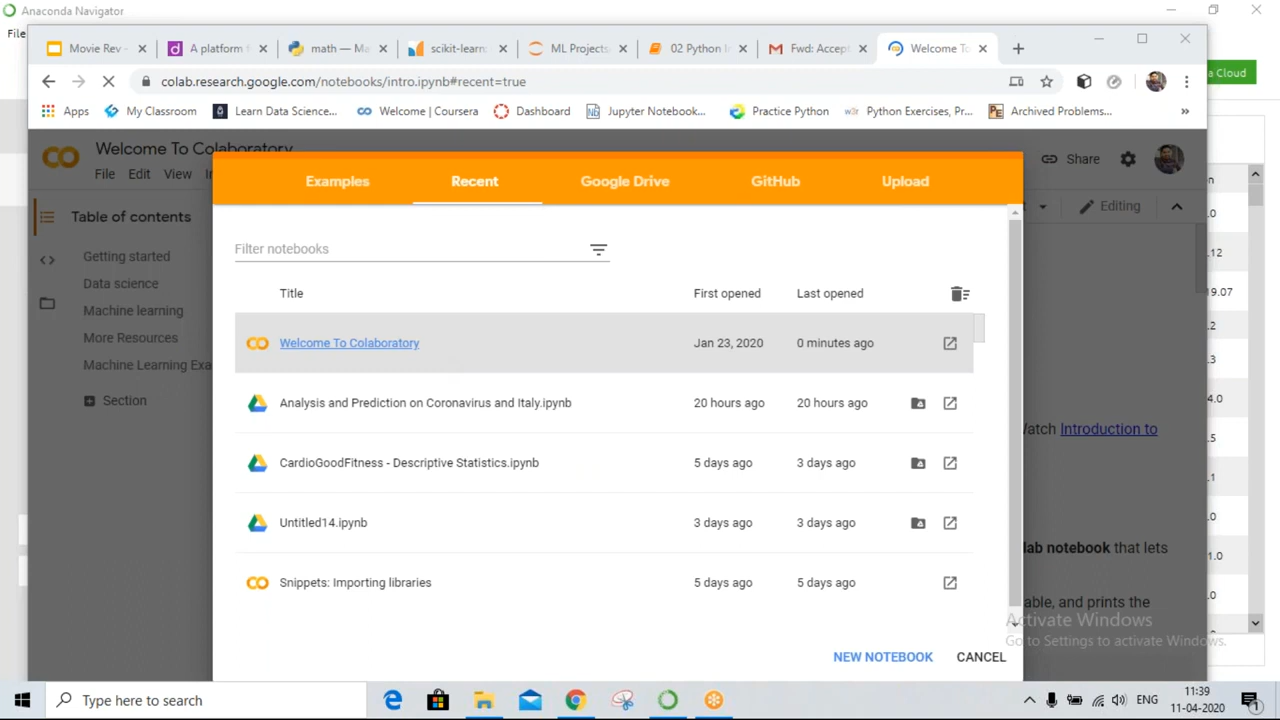 Anaconda Navigator
File
Movie Rev -
A platform
math — Ma
scikit-learn
ML Projects
02 Python I
Fwd: Accep
Welcome To
colab.research.google.com/notebooks/intro.ipynb#recent=true
a Cloud
Apps
My Classroom
Learn Data Science...
Welcome | Coursera
Dashboard
Jupyter Notebook...
Practice Python
Python Exercises, Pr...
Archived Problems...
»
Welcome To Colaboratory
File Edit View
Share
Examples
Recent
Google Drive
GitHub
Upload
Editing
Table of contents
Getting started
Data science
Machine learning
More Resources
Machine Learning Exa
Section
Filter notebooks
Title
First opened
Last opened
Welcome To Colaboratory
Jan 23, 2020
0 minutes ago
Analysis and Prediction on Coronavirus and Italy.ipynb
20 hours ago
20 hours ago
CardioGoodFitness - Descriptive Statistics.ipynb
5 days ago
3 days ago
Untitled14.ipynb
3 days ago
3 days ago
Snippets: Importing libraries
5 days ago
5 days ago
NEW NOTEBOOK
CANCEL
Introduction to
lab notebook that lets
able, and prints the
.12
19.07
Activate Windows
Go to Settings to activate Windows.
Type here to search
ENG
11:39
11-04-2020